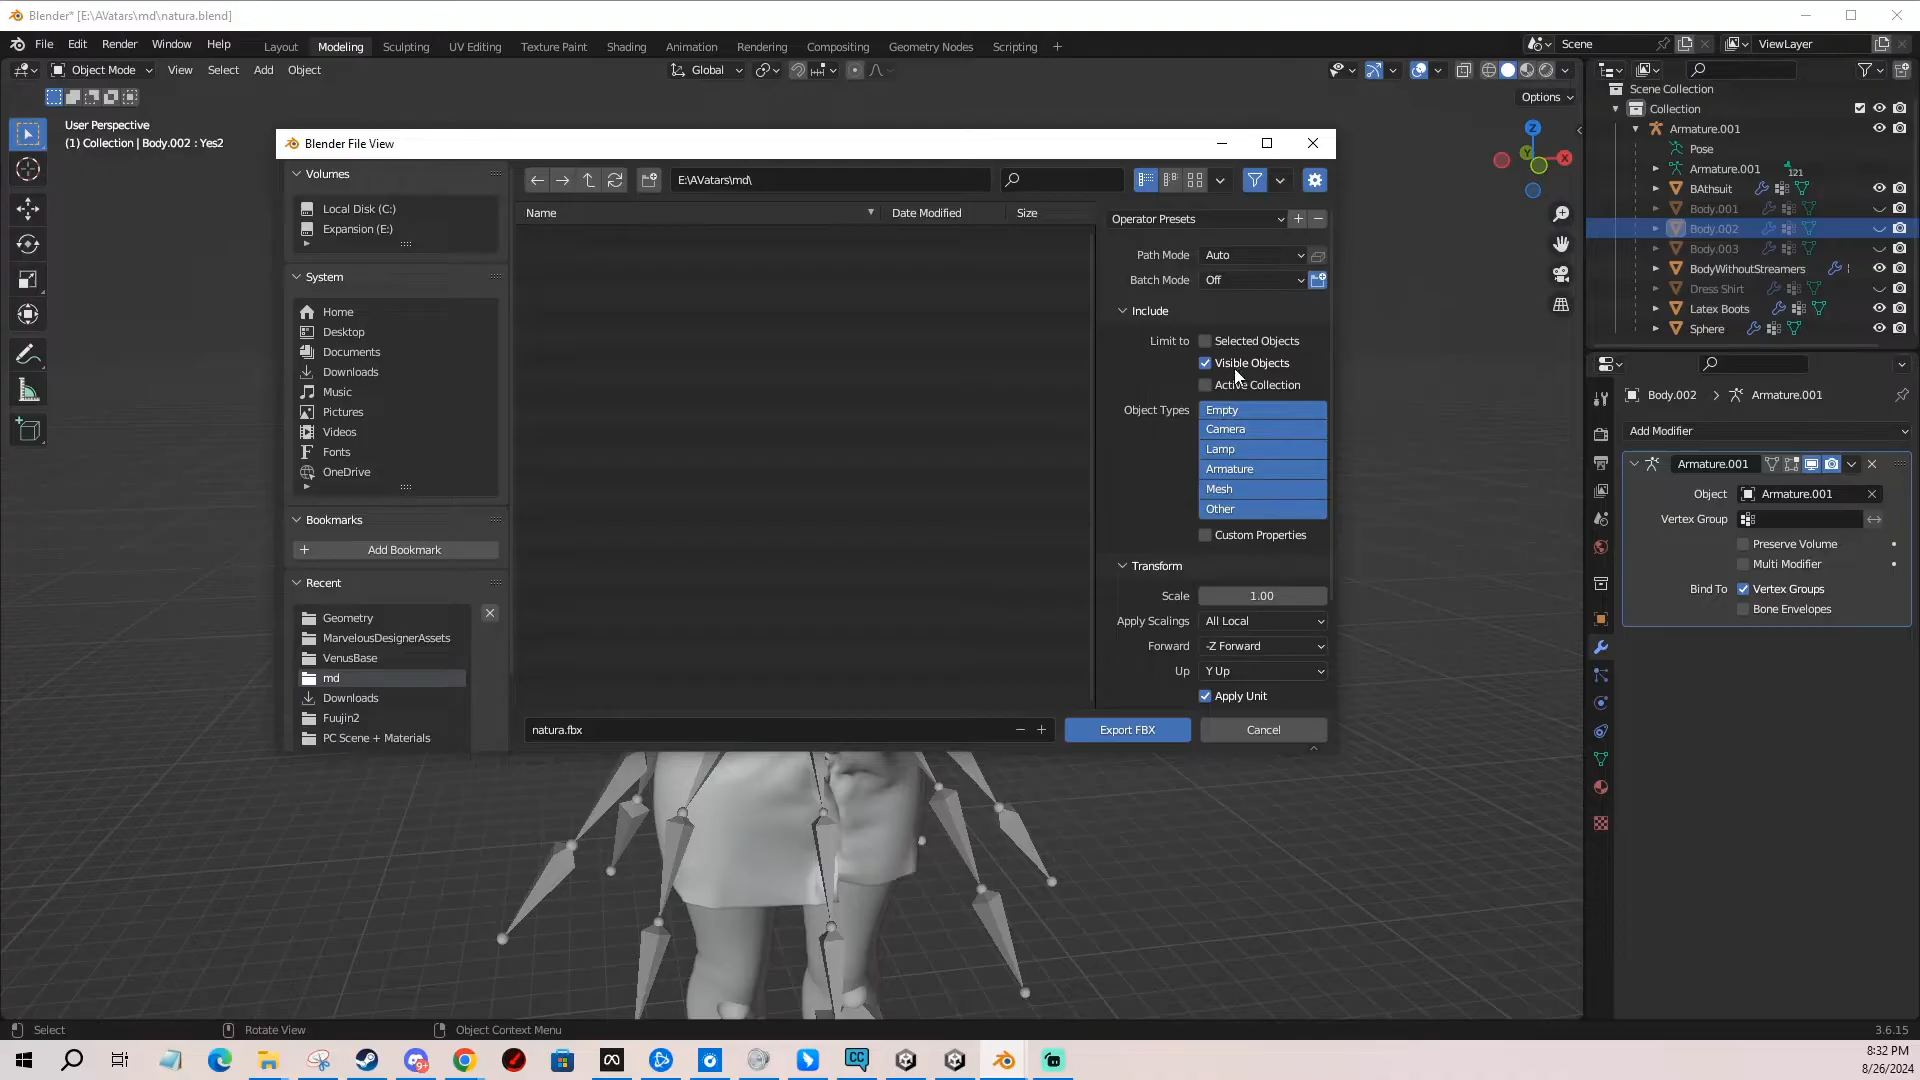 Blender* [E:\AVatars\md\natura.blend]
File Edit Render Window Help Layout Modeling Sculpting UV Editing Texture Paint Shading Animation Rendering Compositing Geometry Nodes Scripting + Scene ViewLayer
Object Mode View Select Add Object Global
Options
User Perspective
(1) Collection | Body.002 : Yes2
Blender File View
Volumes
Local Disk (C:)
Expansion (E:)
System
Home
Desktop
Documents
Downloads
Music
Pictures
Videos
Fonts
OneDrive
Bookmarks
Add Bookmark
Recent
Geometry
MarvelousDesignerAssets
VenusBase
md
Downloads
Fuujin2
PC Scene + Materials
E:\AVatars\md\
Name Date Modified Size
natura.fbx
Operator Presets
Path Mode Auto
Batch Mode Off
Include
Limit to Selected Objects
Visible Objects
Active Collection
Object Types Empty
Camera
Lamp
Armature
Mesh
Other
Custom Properties
Transform
Scale 1.00
Apply Scalings All Local
Forward -Z Forward
Up Y Up
Apply Unit
Export FBX Cancel
Z
Y
X
Scene Collection
Collection
Armature.001
Pose
Armature.001 121
BAthsuit
Body.001
Body.002
Body.003
BodyWithoutStreamers
Dress Shirt
Latex Boots
Sphere
Body.002 > Armature.001
Add Modifier
Armature.001
Object Armature.001
Vertex Group
Preserve Volume
Multi Modifier
Bind To Vertex Groups
Bone Envelopes
Select Rotate View Object Context Menu 3.6.15
9+ CC
8:32 PM
8/26/2024